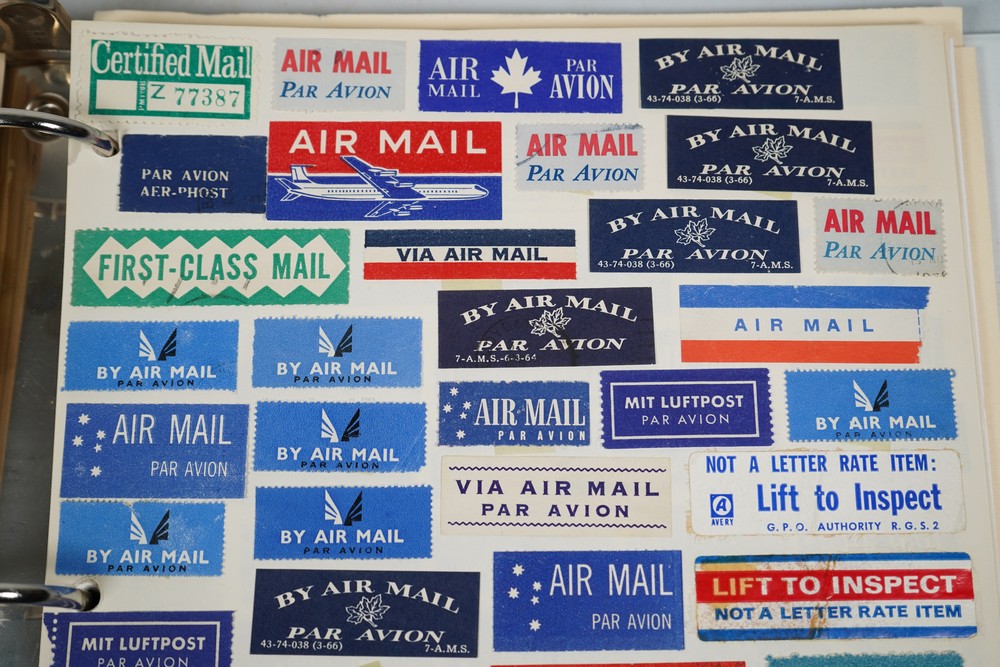 Certified Mail
Z 77387
AIR MAIL
PAR AVION
AIR MAIL
PAR AVION
BY AIR MAIL
PAR AVION
43-74-038 (3-66) 7-A.M.S.
PAR AVION
AER-PHOST
AIR MAIL
AIR MAIL
PAR AVION
BY AIR MAIL
PAR AVION
43-74-038 (3-66) 7-A.M.S.
FIRST-CLASS MAIL
VIA AIR MAIL
BY AIR MAIL
PAR AVION
43-74-038 (3-66) 7-A.M.S.
AIR MAIL
PAR AVION
BY AIR MAIL
PAR AVION
BY AIR MAIL
PAR AVION
BY AIR MAIL
PAR AVION
7-A.M.S.-6-3-64
AIR MAIL
AIR MAIL
PAR AVION
BY AIR MAIL
PAR AVION
AIR MAIL
PAR AVION
MIT LUFTPOST
PAR AVION
BY AIR MAIL
PAR AVION
BY AIR MAIL
PAR AVION
BY AIR MAIL
PAR AVION
VIA AIR MAIL
PAR AVION
NOT A LETTER RATE ITEM:
A
AVERY
Lift to Inspect
G.P.O. AUTHORITY R.G.S.2
MIT LUFTPOST
PAR AVION
BY AIR MAIL
PAR AVION
43-74-038 (3-66) 7-A.M.S.
AIR MAIL
PAR AVION
LIFT TO INSPECT
NOT A LETTER RATE ITEM